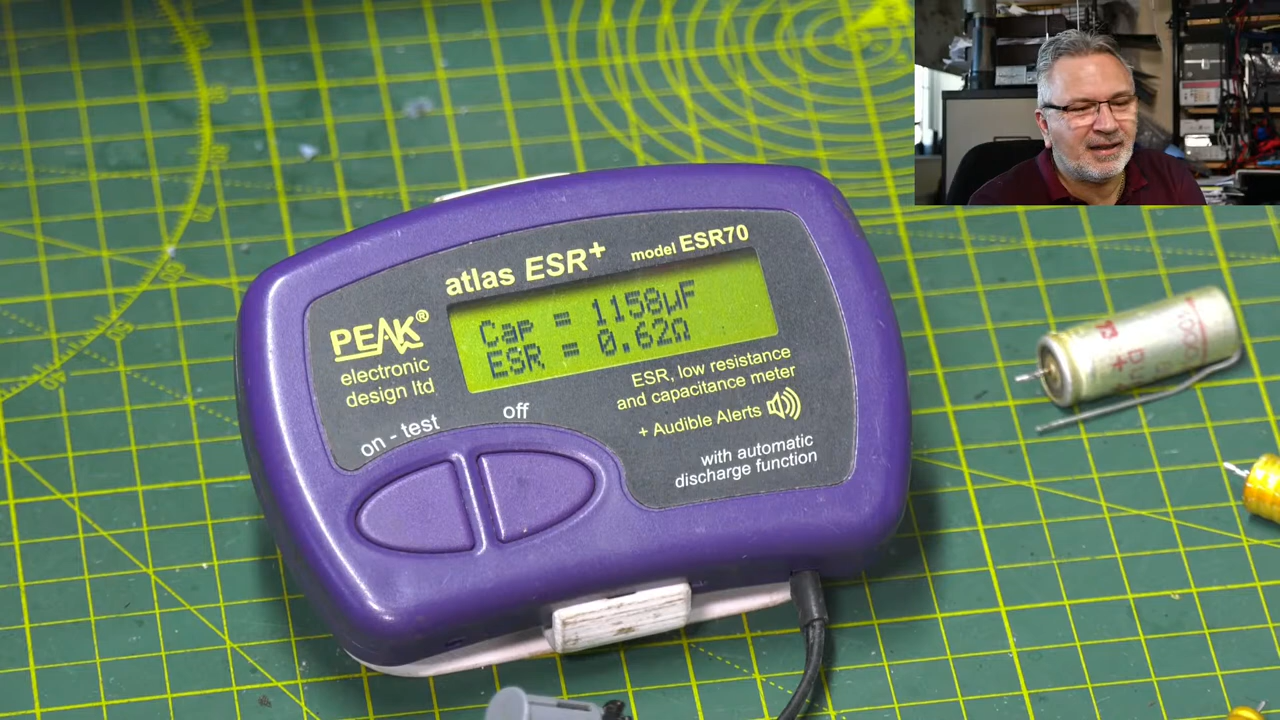 atlas ESR+
model ESR70
Cap = 1158µF
ESR = 0.62Ω
PEAK®
electronic
design ltd
ESR, low resistance
and capacitance meter
+ Audible Alerts
on - test
off
with automatic
discharge function